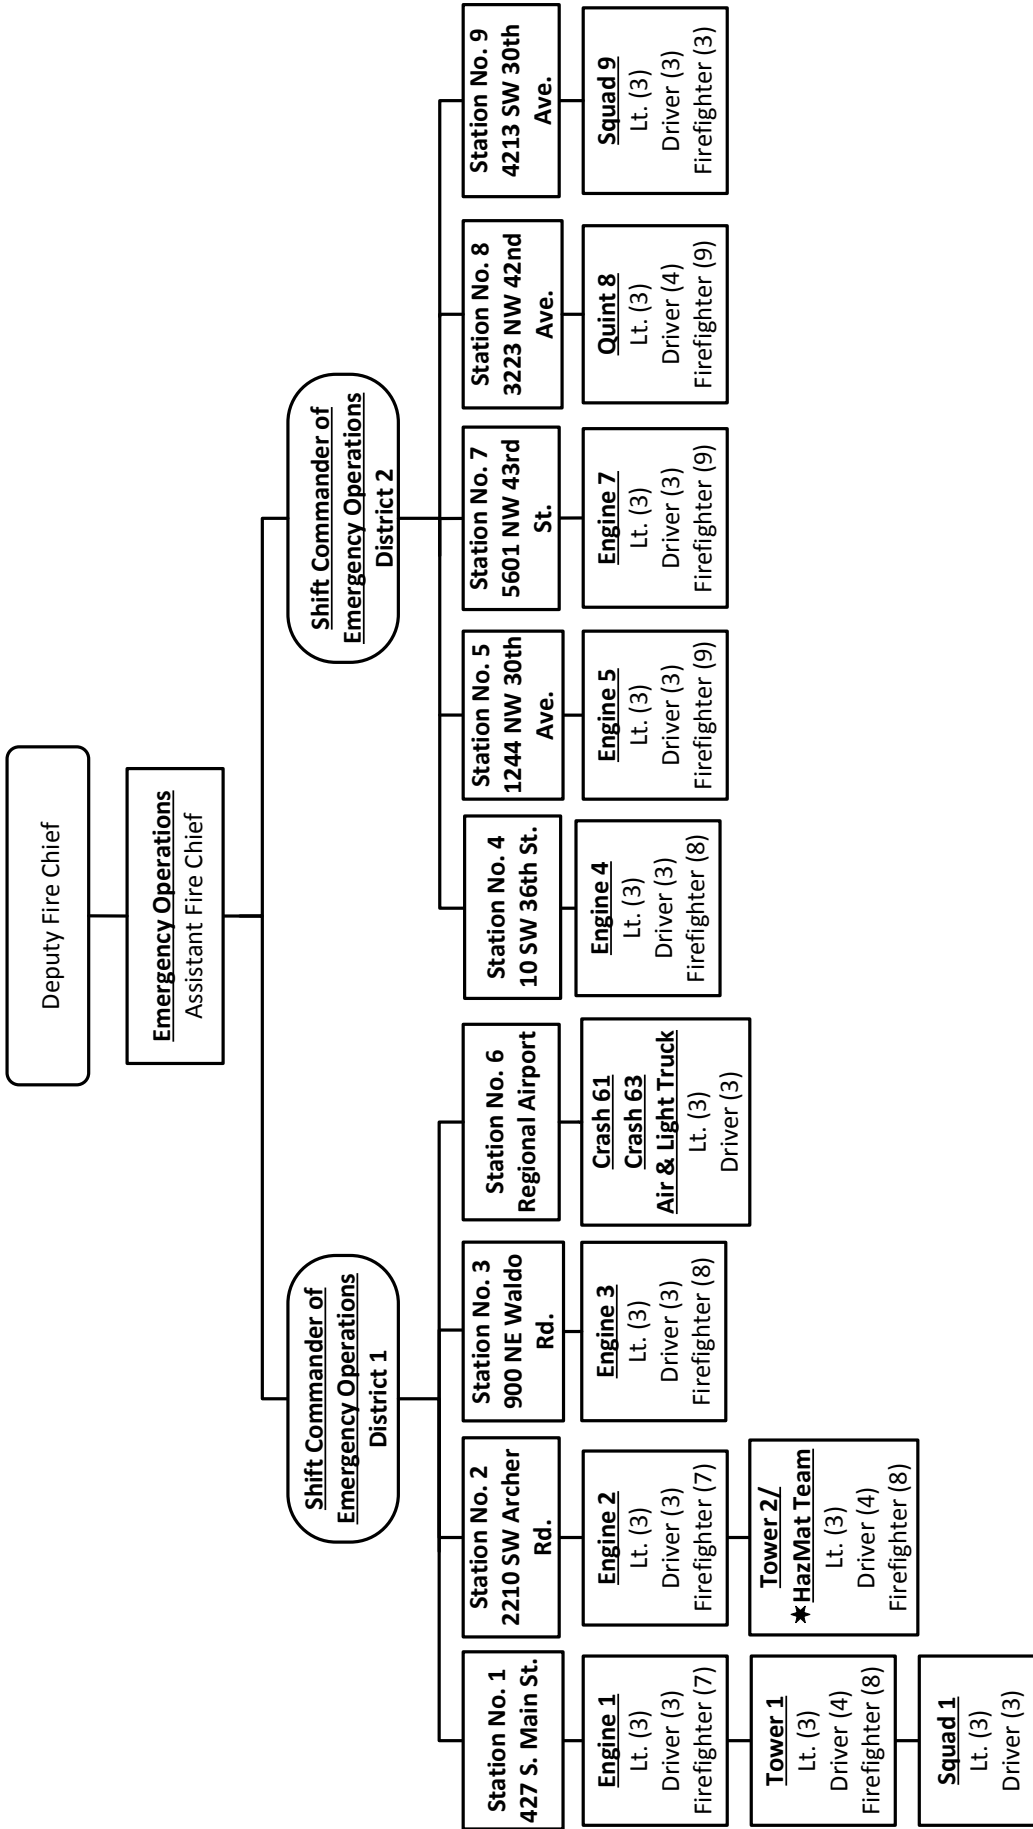 Deputy Fire Chief
Emergency Operations
Assistant Fire Chief
Shift Commander of
Emergency Operations
District 1
Shift Commander of
Emergency Operations
District 2
Station No. 1
427 S. Main St.
Station No. 2
2210 SW Archer
Rd.
Station No. 3
900 NE Waldo
Rd.
Station No. 6
Regional Airport
Station No. 4
10 SW 36th St.
Station No. 5
1244 NW 30th
Ave.
Station No. 7
5601 NW 43rd
St.
Station No. 8
3223 NW 42nd
Ave.
Station No. 9
4213 SW 30th
Ave.
Engine 1
Lt. (3)
Driver (3)
Firefighter (7)
Engine 2
Lt. (3)
Driver (3)
Firefighter (7)
Engine 3
Lt. (3)
Driver (3)
Firefighter (8)
Crash 61
Crash 63
Air & Light Truck
Lt. (3)
Driver (3)
Engine 4
Lt. (3)
Driver (3)
Firefighter (8)
Engine 5
Lt. (3)
Driver (3)
Firefighter (9)
Engine 7
Lt. (3)
Driver (3)
Firefighter (9)
Quint 8
Lt. (3)
Driver (4)
Firefighter (9)
Squad 9
Lt. (3)
Driver (3)
Firefighter (3)
Tower 1
Lt. (3)
Driver (4)
Firefighter (8)
Tower 2/
✶HazMat Team
Lt. (3)
Driver (4)
Firefighter (8)
Squad 1
Lt. (3)
Driver (3)